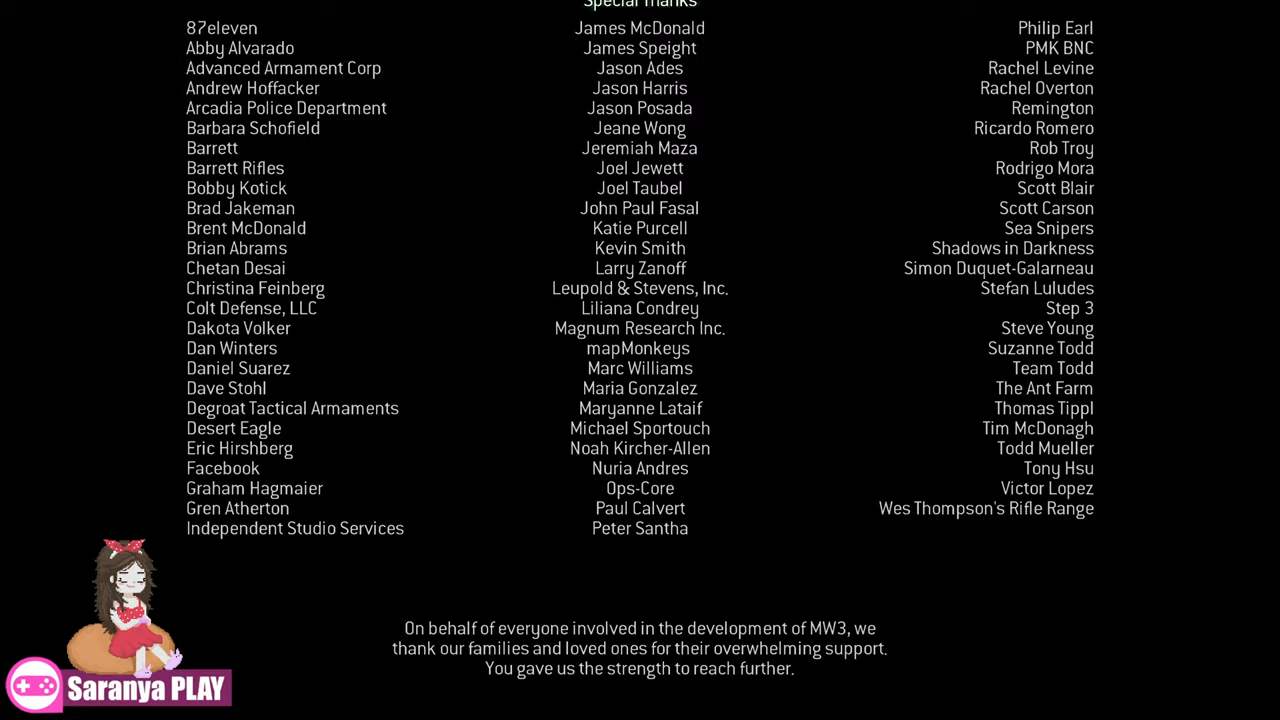 Special Thanks
87eleven
Abby Alvarado
Advanced Armament Corp
Andrew Hoffacker
Arcadia Police Department
Barbara Schofield
Barrett
Barrett Rifles
Bobby Kotick
Brad Jakeman
Brent McDonald
Brian Abrams
Chetan Desai
Christina Feinberg
Colt Defense, LLC
Dakota Volker
Dan Winters
Daniel Suarez
Dave Stohl
Degroat Tactical Armaments
Desert Eagle
Eric Hirshberg
Facebook
Graham Hagmaier
Gren Atherton
Independent Studio Services
James McDonald
James Speight
Jason Ades
Jason Harris
Jason Posada
Jeane Wong
Jeremiah Maza
Joel Jewett
Joel Taubel
John Paul Fasal
Katie Purcell
Kevin Smith
Larry Zanoff
Leupold & Stevens, Inc.
Liliana Condrey
Magnum Research Inc.
mapMonkeys
Marc Williams
Maria Gonzalez
Maryanne Lataif
Michael Sportouch
Noah Kircher-Allen
Nuria Andres
Ops-Core
Paul Calvert
Peter Santha
Philip Earl
PMK BNC
Rachel Levine
Rachel Overton
Remington
Ricardo Romero
Rob Troy
Rodrigo Mora
Scott Blair
Scott Carson
Sea Snipers
Shadows in Darkness
Simon Duquet-Galarneau
Stefan Luludes
Step 3
Steve Young
Suzanne Todd
Team Todd
The Ant Farm
Thomas Tippl
Tim McDonagh
Todd Mueller
Tony Hsu
Victor Lopez
Wes Thompson's Rifle Range
On behalf of everyone involved in the development of MW3, we
thank our families and loved ones for their overwhelming support.
You gave us the strength to reach further.
Saranya PLAY